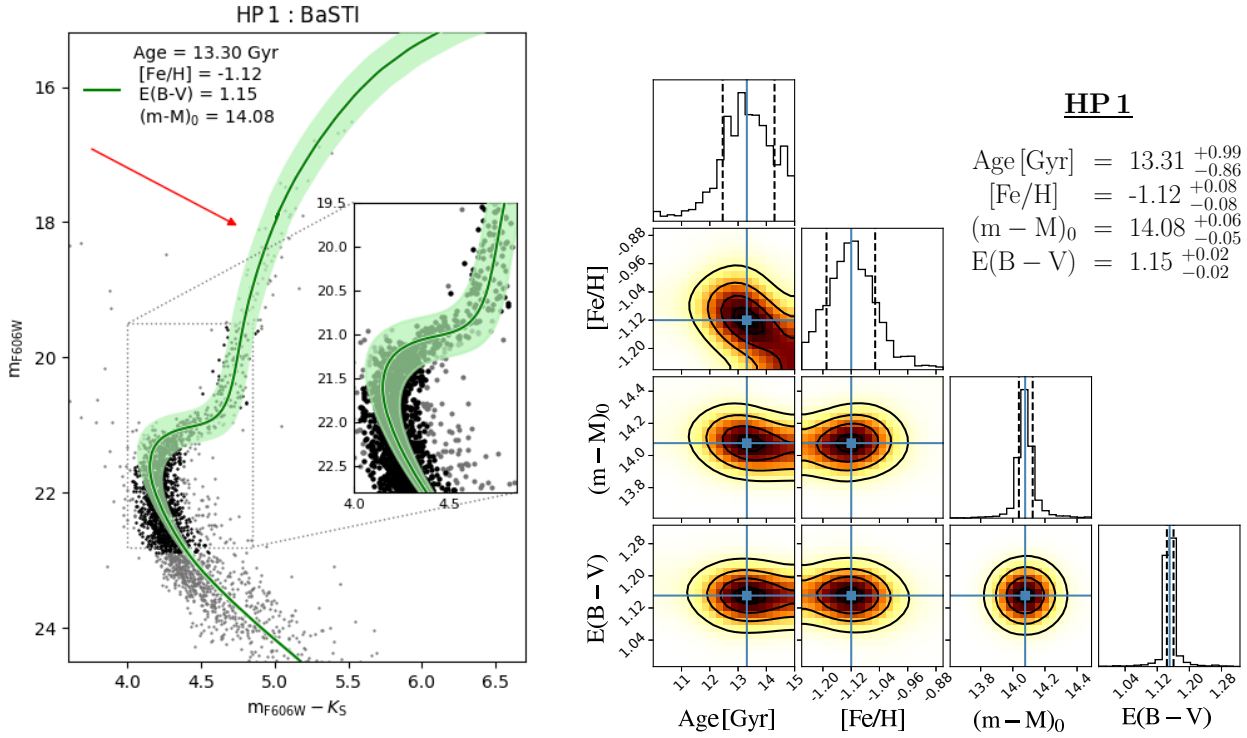 HP 1 : BaSTI
Age = 13.30 Gyr
[Fe/H] = -1.12
E(B-V) = 1.15
(m-M)₀ = 14.08
16
18
20
22
24
m_F606W
4.0 4.5 5.0 5.5 6.0 6.5
m_F606W − K_S
19.5
20.0
20.5
21.0
21.5
22.0
22.5
4.0 4.5
HP 1
Age [Gyr] = 13.31 +0.99 −0.86
[Fe/H] = -1.12 +0.08 −0.08
(m − M)₀ = 14.08 +0.06 −0.05
E(B − V) = 1.15 +0.02 −0.02
[Fe/H]
-0.88
-0.96
-1.04
-1.12
-1.20
(m − M)₀
14.4
14.2
14.0
13.8
E(B − V)
1.28
1.20
1.12
1.04
11 12 13 14 15
Age [Gyr]
-1.20 -1.12 -1.04 -0.96 -0.88
[Fe/H]
13.8 14.0 14.2 14.4
(m − M)₀
1.04 1.12 1.20 1.28
E(B − V)